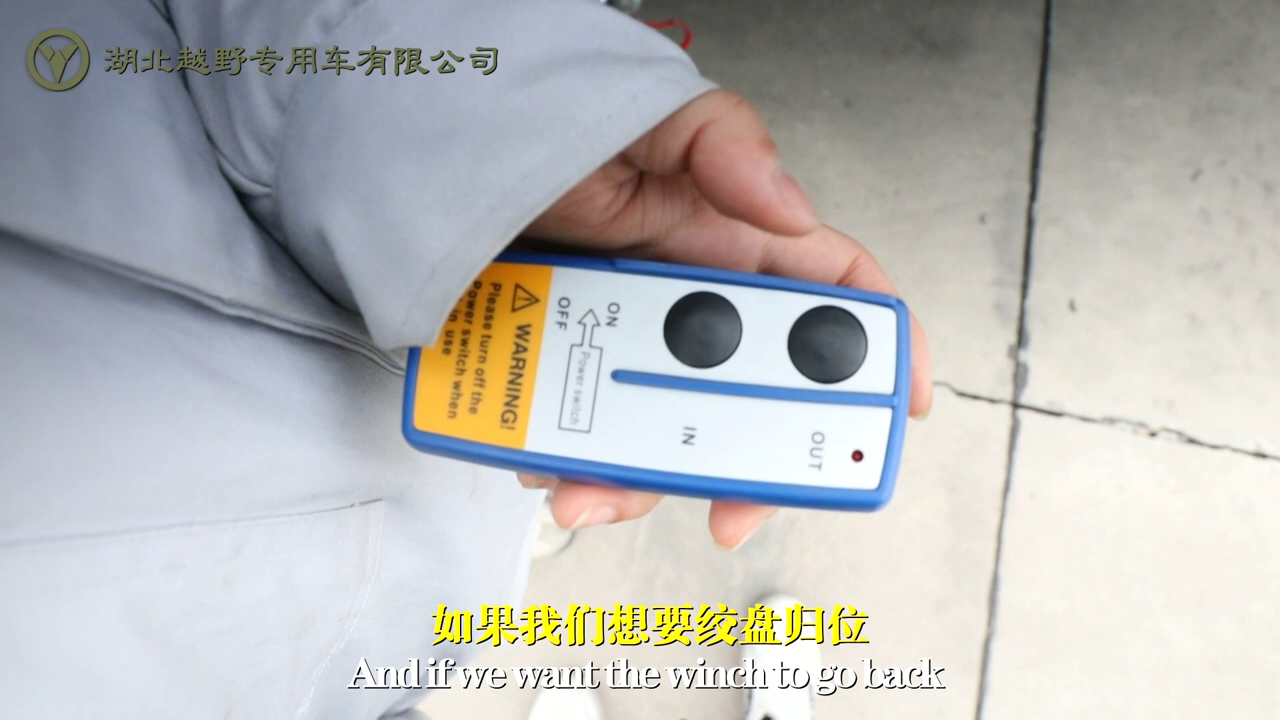 湖北越野专用车有限公司
WARNING!
Please turn off the
Power switch when
in use
ON
OFF
Power switch
IN
OUT
如果我们想要绞盘归位
And if we want the winch to go back